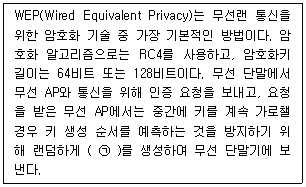 WEP(Wired Equivalent Privacy)는 무선랜 통신을
위한 암호화 기술 중 가장 기본적인 방법이다. 암
호화 알고리즘으로는 RC4를 사용하고, 암호화키
길이는 64비트 또는 128비트이다. 무선 단말에서
무선 AP와 통신을 위해 인증 요청을 보내고, 요청
을 받은 무선 AP에서는 중간에 키를 계속 가로챌
경우 키 생성 순서를 예측하는 것을 방지하기 위
해 랜덤하게 ( ㉠ )를 생성하여 무선 단말기에 보
낸다.